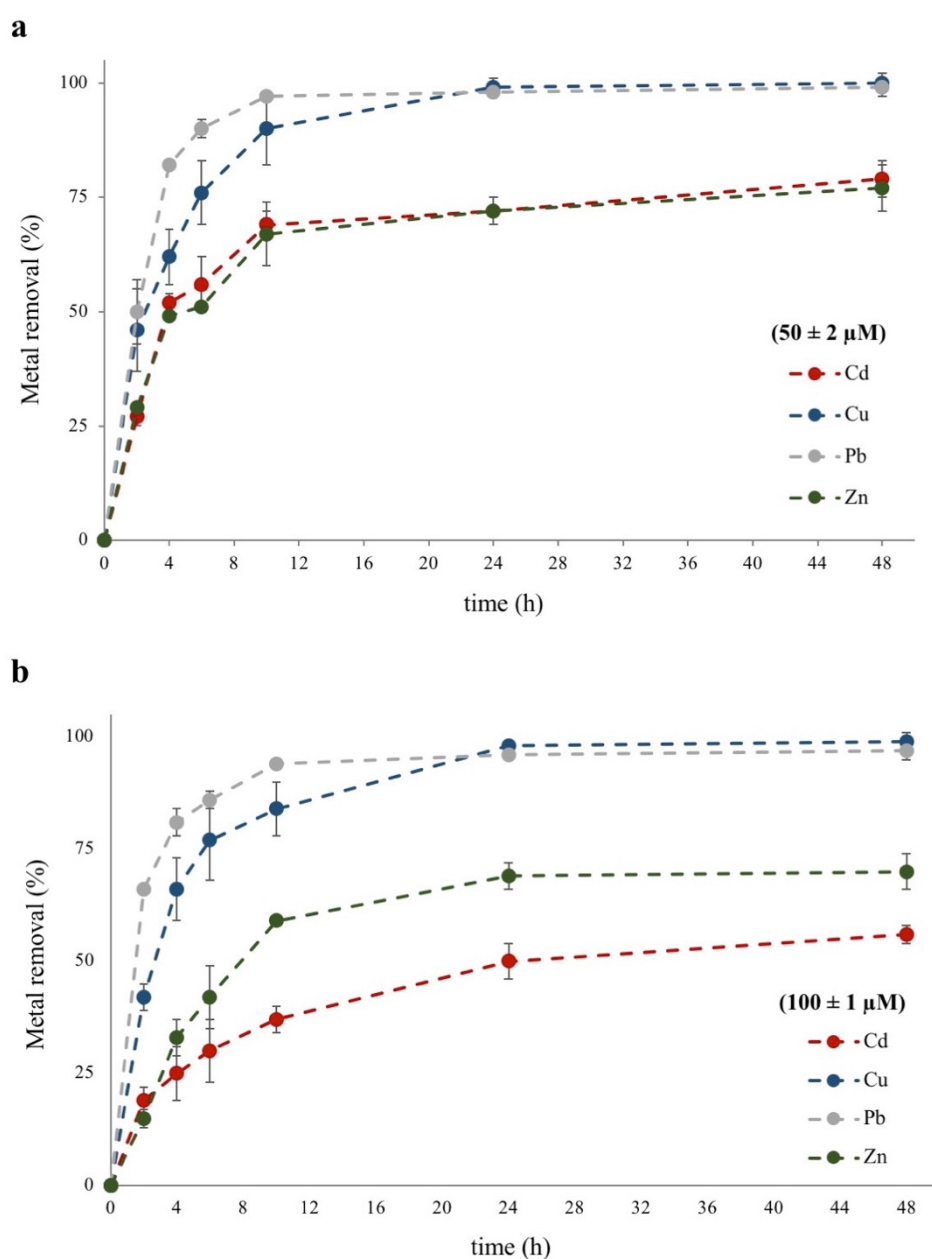 a
Metal removal (%)
100
75
50
25
0
0 4 8 12 16 20 24 28 32 36 40 44 48
time (h)
(50 ± 2 µM)
Cd
Cu
Pb
Zn
b
Metal removal (%)
100
75
50
25
0
0 4 8 12 16 20 24 28 32 36 40 44 48
time (h)
(100 ± 1 µM)
Cd
Cu
Pb
Zn